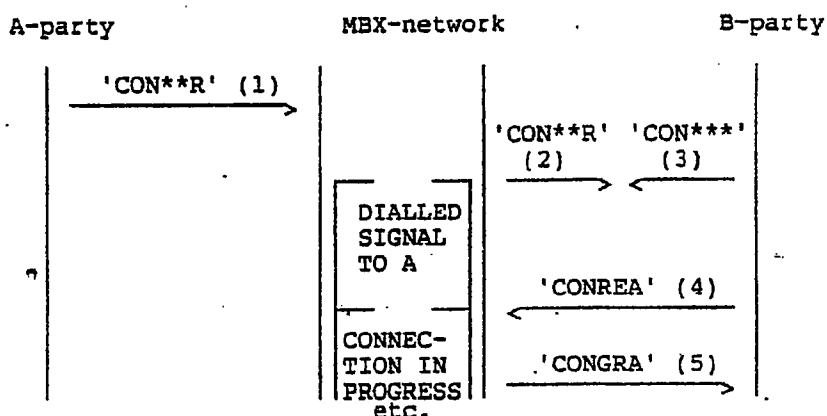 A-party MBX-network B-party
'CON**R' (1)
'CON**R' 'CON***'
(2) (3)
DIALLED
SIGNAL
TO A
'CONREA' (4)
CONNEC-
TION IN
PROGRESS
etc.
'CONGRA' (5)